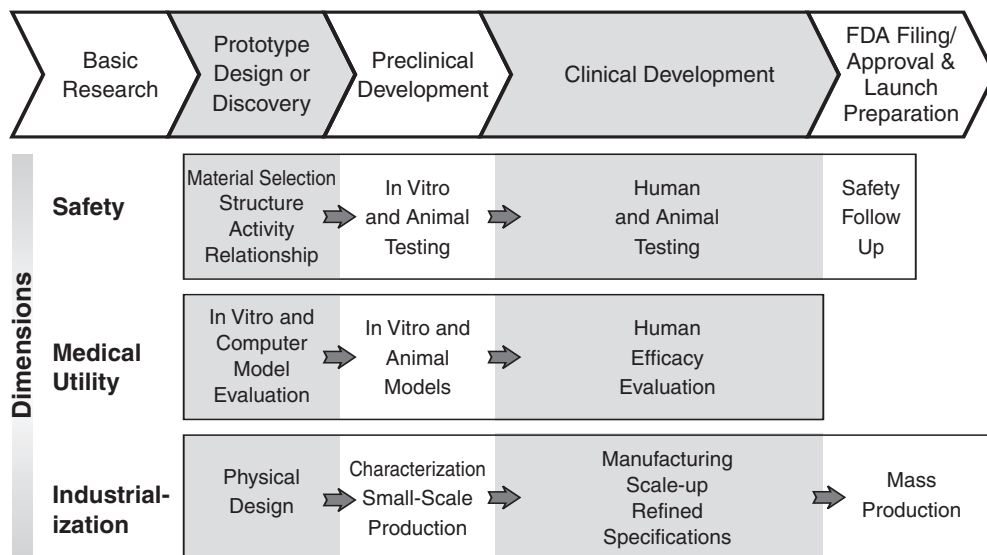 Basic
Research
Prototype
Design or
Discovery
Preclinical
Development
Clinical Development
FDA Filing/
Approval &
Launch
Preparation
Dimensions
Safety
Material Selection
Structure
Activity
Relationship
In Vitro
and Animal
Testing
Human
and Animal
Testing
Safety
Follow
Up
Medical
Utility
In Vitro and
Computer
Model
Evaluation
In Vitro and
Animal
Models
Human
Efficacy
Evaluation
Industrial-
ization
Physical
Design
Characterization
Small-Scale
Production
Manufacturing
Scale-up
Refined
Specifications
Mass
Production